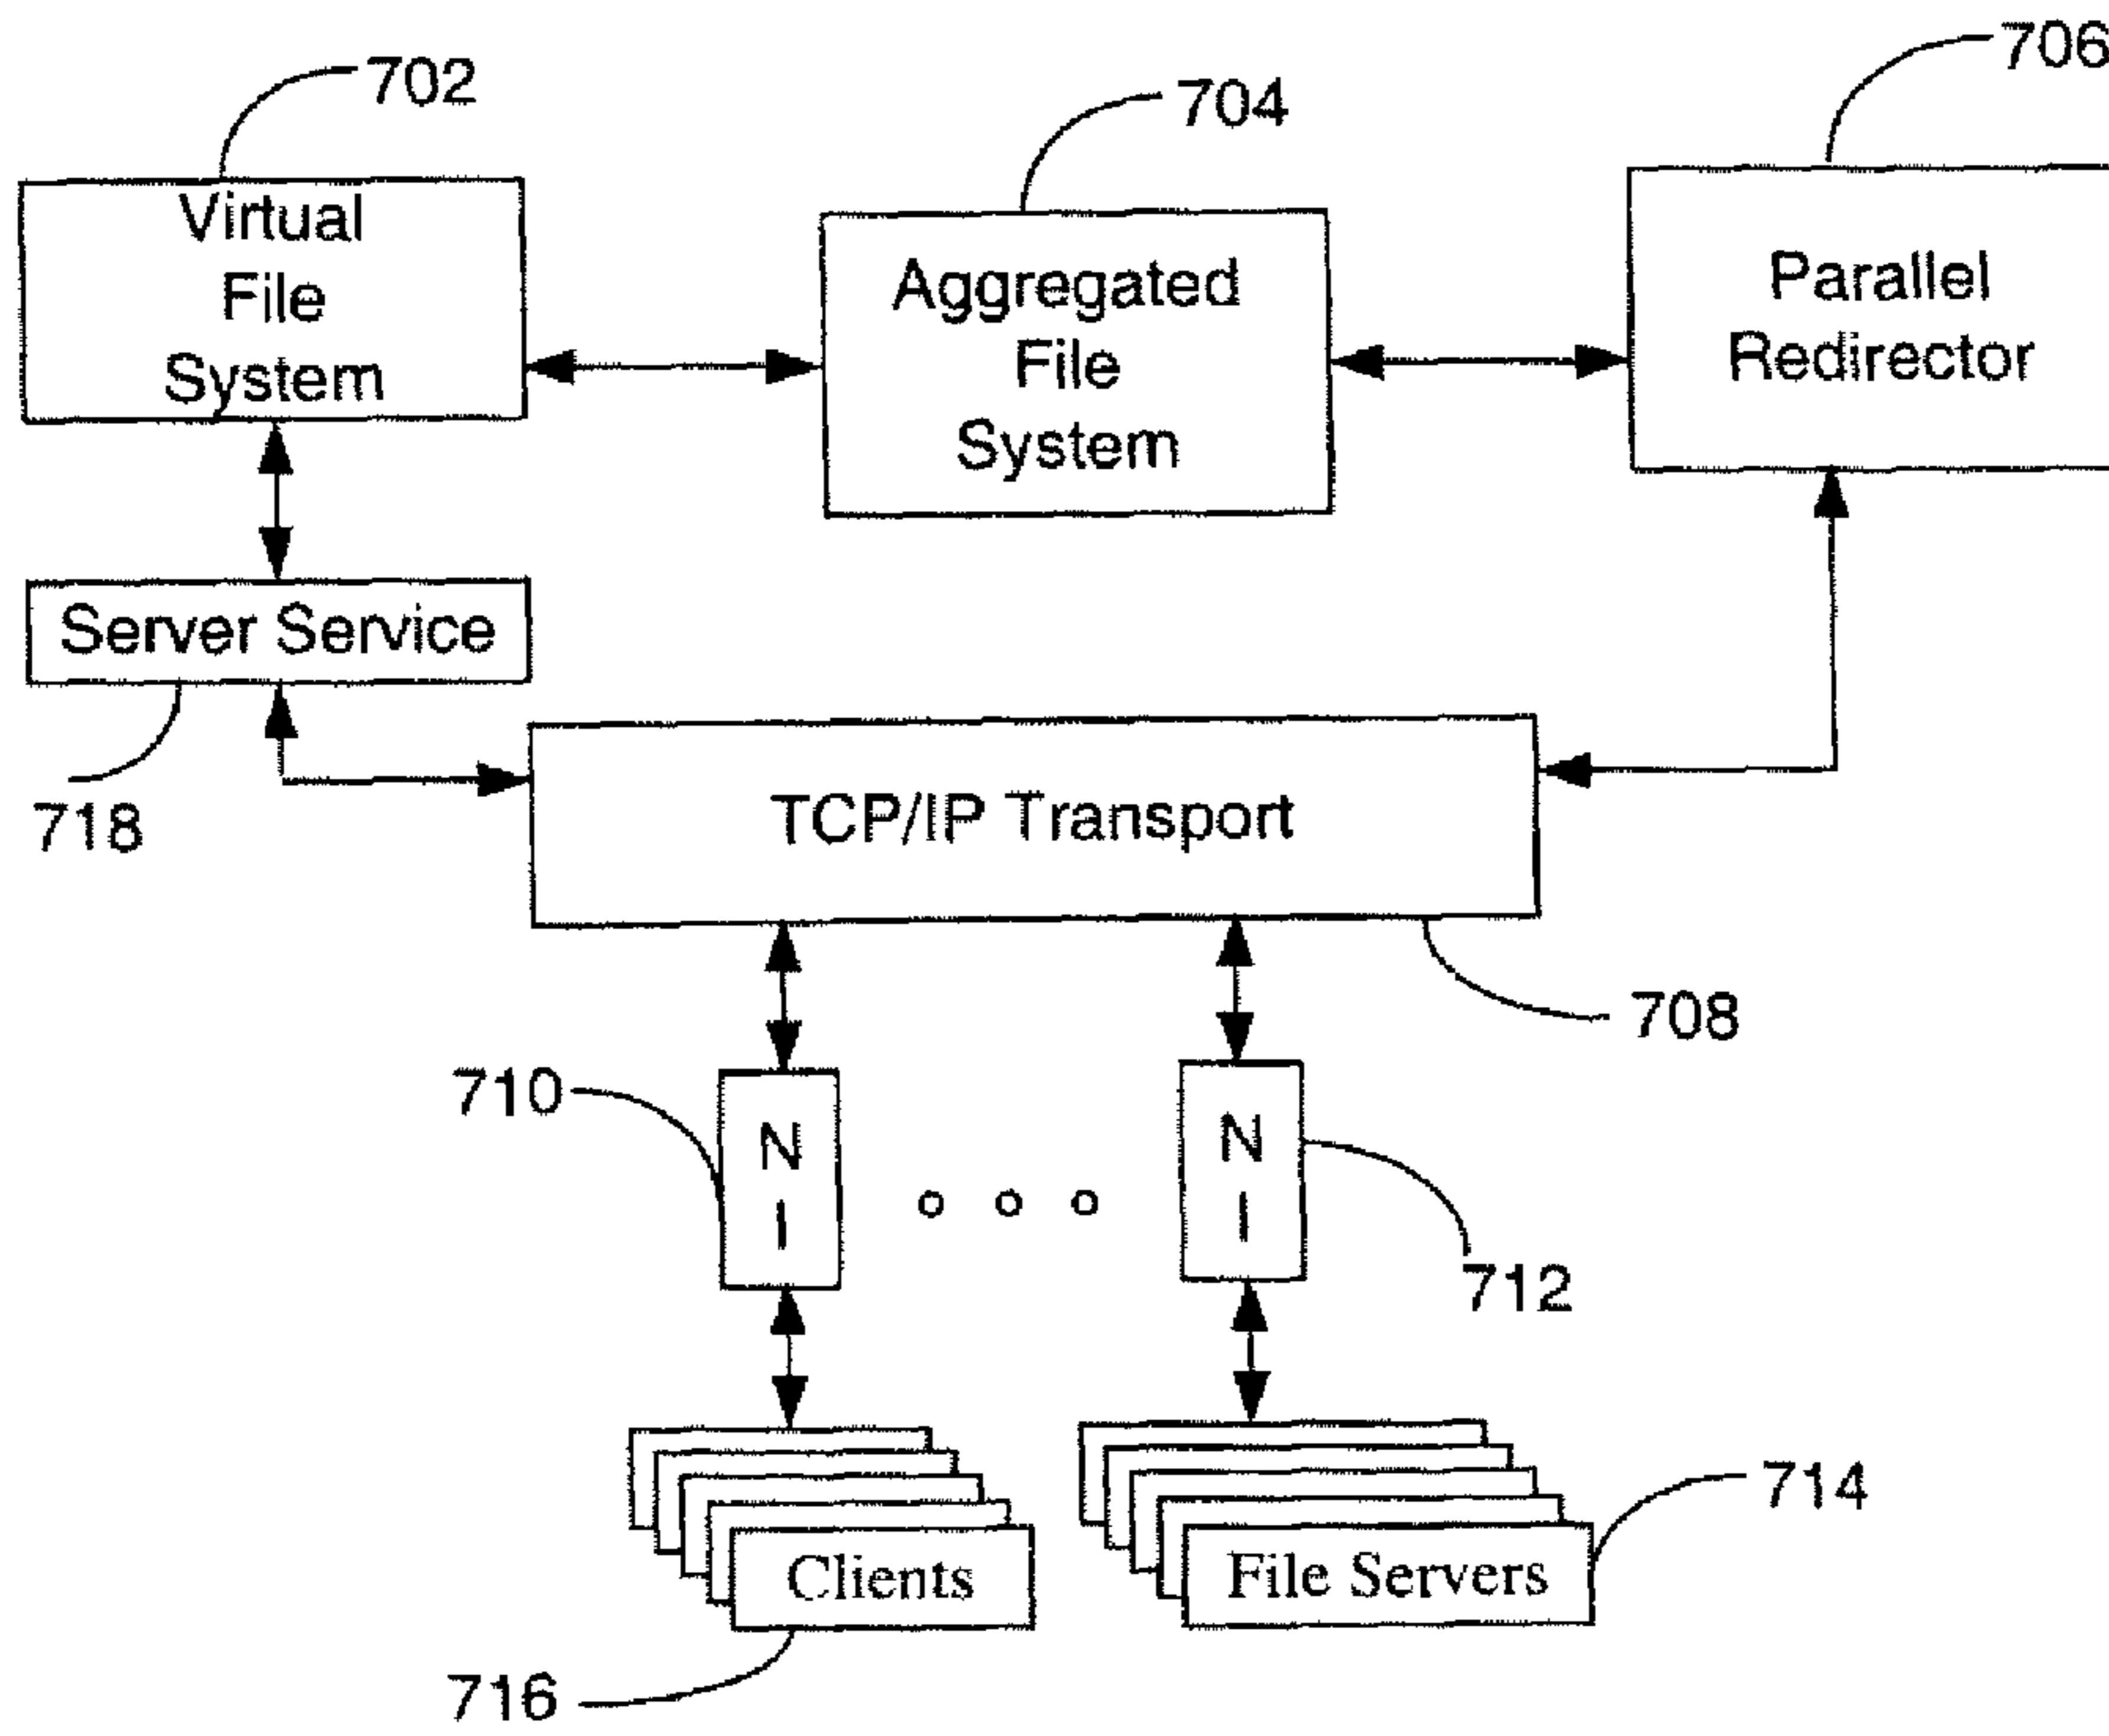 702
704
706
Virtual
File
System
Aggregated
File
System
Parallel
Redirector
Server Service
718
TCP/IP Transport
708
710
N
I
N
I
712
714
Clients
File Servers
716